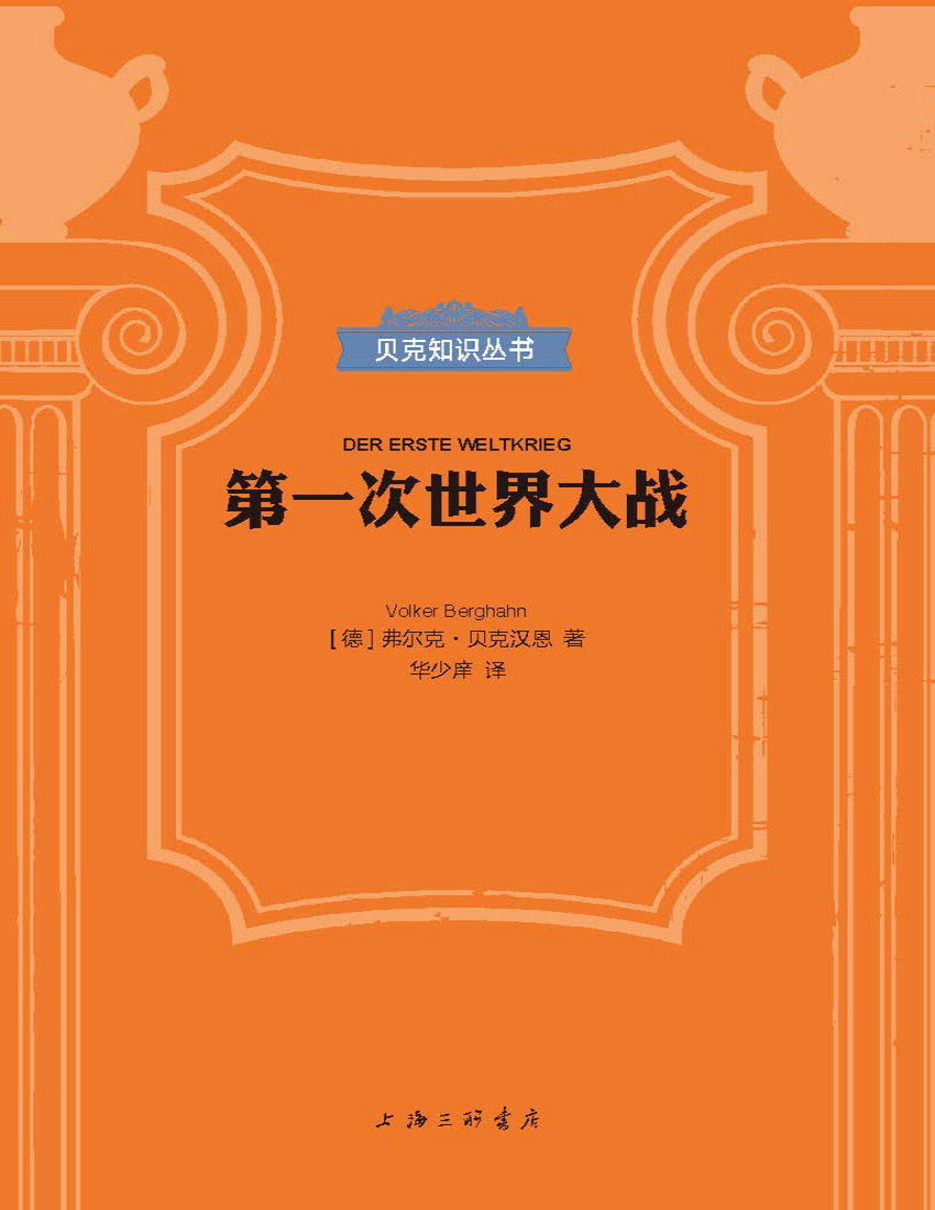 贝克知识丛书
DER ERSTE WELTKRIEG
第一次世界大战
Volker Berghahn
[ 德 ] 弗尔克·贝克汉恩 著
华少庠 译
上海三联书店